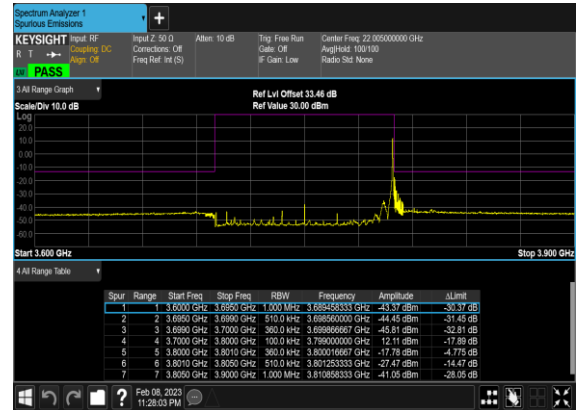 Spectrum Analyzer 1
Spurious Emissions
+
KEYSIGHT Input: RF Input Z: 50 Ω Atten: 10 dB Trig: Free Run Center Freq: 22.005000000 GHz
R T Coupling: DC Corrections: Off Gate: Off Avg|Hold: 100/100
Align: Off Freq Ref: Int (S) IF Gain: Low Radio Std: None
PASS
3 All Range Graph Ref Lvl Offset 33.46 dB
Scale/Div 10.0 dB Ref Value 30.00 dBm
Log
20.0
10.0
0.00
-10.0
-20.0
-30.0
-40.0
-50.0
-60.0
Start 3.600 GHz Stop 3.900 GHz
4 All Range Table
Spur Range Start Freq Stop Freq RBW Frequency Amplitude ΔLimit
1 1 3.6000 GHz 3.6950 GHz 1.000 MHz 3.689458333 GHz -43.37 dBm -30.37 dB
2 2 3.6950 GHz 3.6990 GHz 510.0 kHz 3.698560000 GHz -44.45 dBm -31.45 dB
3 3 3.6990 GHz 3.7000 GHz 360.0 kHz 3.699866667 GHz -45.81 dBm -32.81 dB
4 4 3.7000 GHz 3.8000 GHz 100.0 kHz 3.799000000 GHz 12.11 dBm -17.89 dB
5 5 3.8000 GHz 3.8010 GHz 360.0 kHz 3.800016667 GHz -17.78 dBm -4.775 dB
6 6 3.8010 GHz 3.8050 GHz 510.0 kHz 3.801253333 GHz -27.47 dBm -14.47 dB
7 7 3.8050 GHz 3.9000 GHz 1.000 MHz 3.810858333 GHz -41.05 dBm -28.05 dB
? Feb 08, 2023
11:28:03 PM